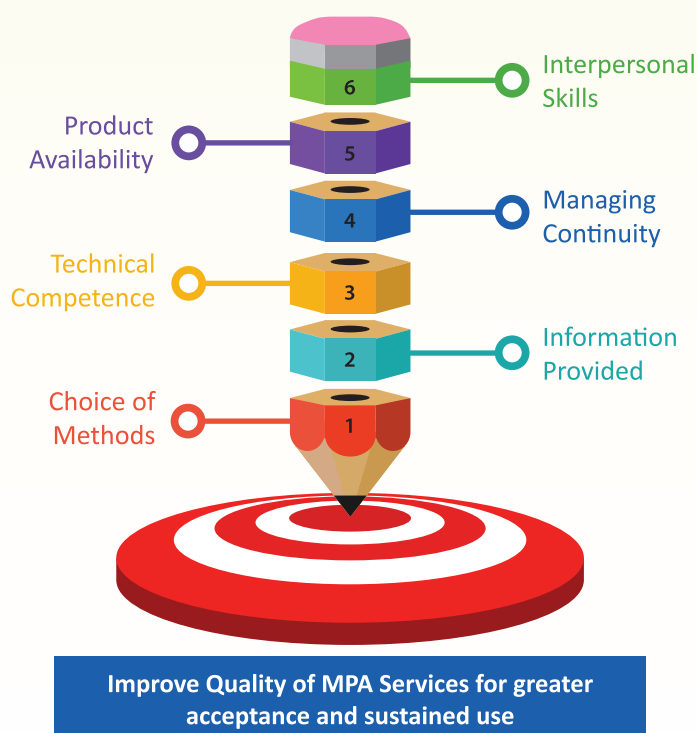 6
Interpersonal
Skills
Product
Availability
5
4
Managing
Continuity
Technical
Competence
3
2
Information
Provided
Choice of
Methods
1
Improve Quality of MPA Services for greater
acceptance and sustained use